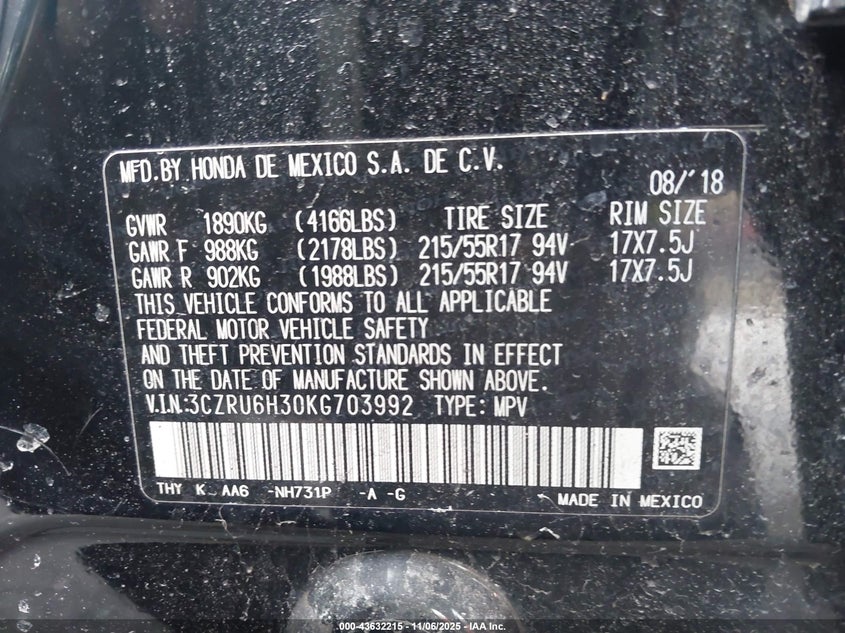 MFD.BY HONDA DE MEXICO S.A. DE C.V.
08/'18
GVWR 1890KG (4166LBS) TIRE SIZE RIM SIZE
GAWR F 988KG (2178LBS) 215/55R17 94V 17X7.5J
GAWR R 902KG (1988LBS) 215/55R17 94V 17X7.5J
THIS VEHICLE CONFORMS TO ALL APPLICABLE
FEDERAL MOTOR VEHICLE SAFETY
AND THEFT PREVENTION STANDARDS IN EFFECT
ON THE DATE OF MANUFACTURE SHOWN ABOVE.
V.I.N:3CZRU6H30KG703992 TYPE: MPV
THY K AA6 -NH731P -A -G MADE IN MEXICO
000-43632215 - 11/06/2025 - IAA Inc.